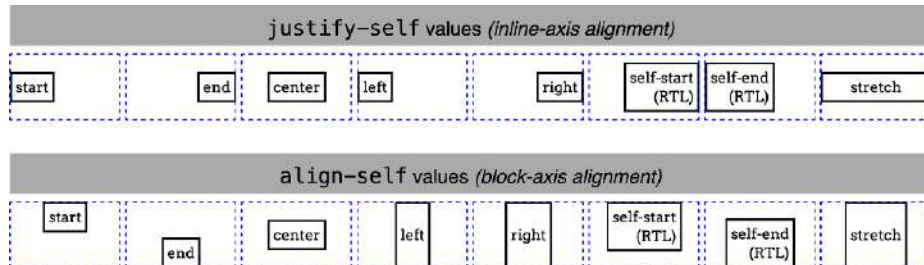 justify-self values (inline-axis alignment)
start end center left right self-start (RTL) self-end (RTL) stretch
align-self values (block-axis alignment)
start end center left right self-start (RTL) self-end (RTL) stretch